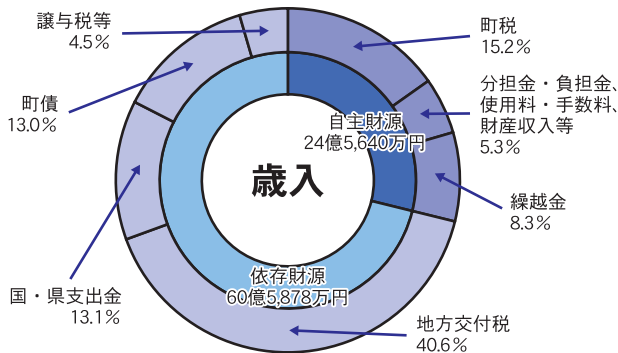 譲与税等
4.5%
町税
15.2%
町債
13.0%
分担金・負担金、
使用料・手数料、
財産収入等
5.3%
自主財源
24億5,640万円
歳入
繰越金
8.3%
依存財源
60億5,878万円
国・県支出金
13.1%
地方交付税
40.6%